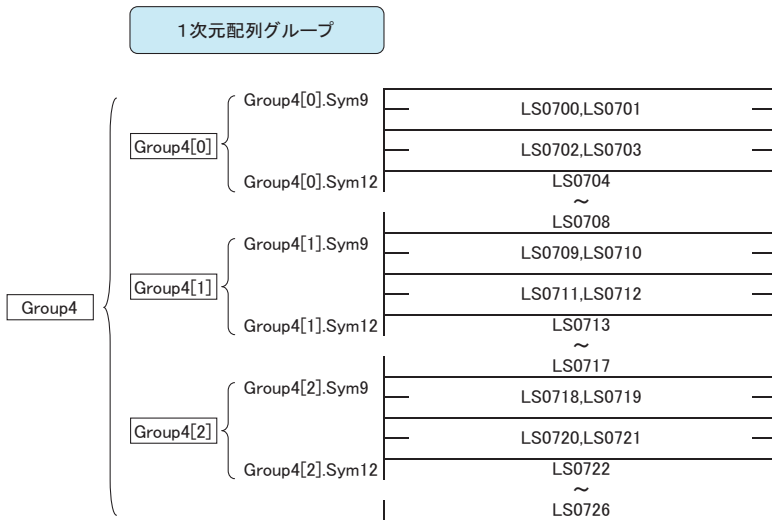 1次元配列グループ
Group4[0].Sym9
LS0700,LS0701
Group4[0]
LS0702,LS0703
Group4[0].Sym12
LS0704
～
LS0708
Group4[1].Sym9
LS0709,LS0710
Group4[1]
LS0711,LS0712
Group4
Group4[1].Sym12
LS0713
～
LS0717
Group4[2].Sym9
LS0718,LS0719
Group4[2]
LS0720,LS0721
Group4[2].Sym12
LS0722
～
LS0726